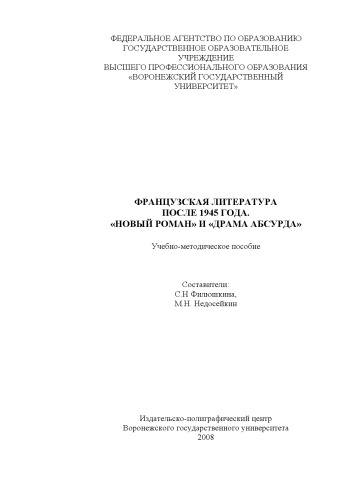 ФЕДЕРАЛЬНОЕ АГЕНТСТВО ПО ОБРАЗОВАНИЮ
ГОСУДАРСТВЕННОЕ ОБРАЗОВАТЕЛЬНОЕ
УЧРЕЖДЕНИЕ
ВЫСШЕГО ПРОФЕССИОНАЛЬНОГО ОБРАЗОВАНИЯ
«ВОРОНЕЖСКИЙ ГОСУДАРСТВЕННЫЙ
УНИВЕРСИТЕТ»
ФРАНЦУЗСКАЯ ЛИТЕРАТУРА
ПОСЛЕ 1945 ГОДА.
«НОВЫЙ РОМАН» И «ДРАМА АБСУРДА»
Учебно-методическое пособие
Составители:
С.Н Филюшкина,
М.Н. Недосейкин
Издательско-полиграфический центр
Воронежского государственного университета
2008